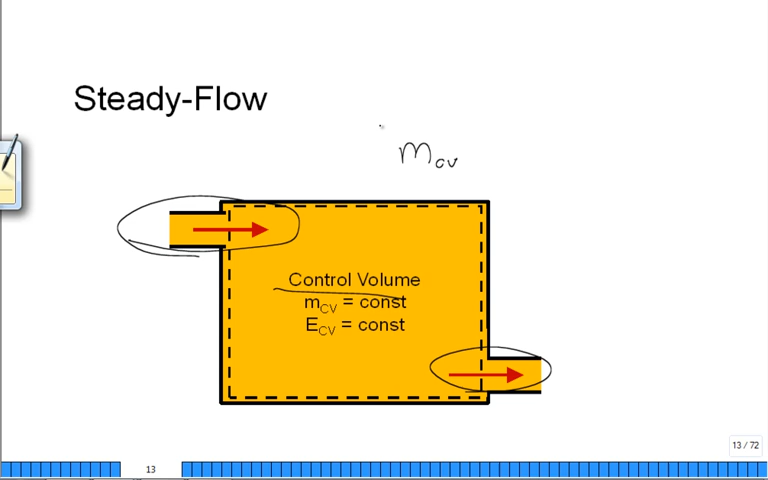 Steady-Flow
m_cv
Control Volume
m_CV = const
E_CV = const
13 / 72
13